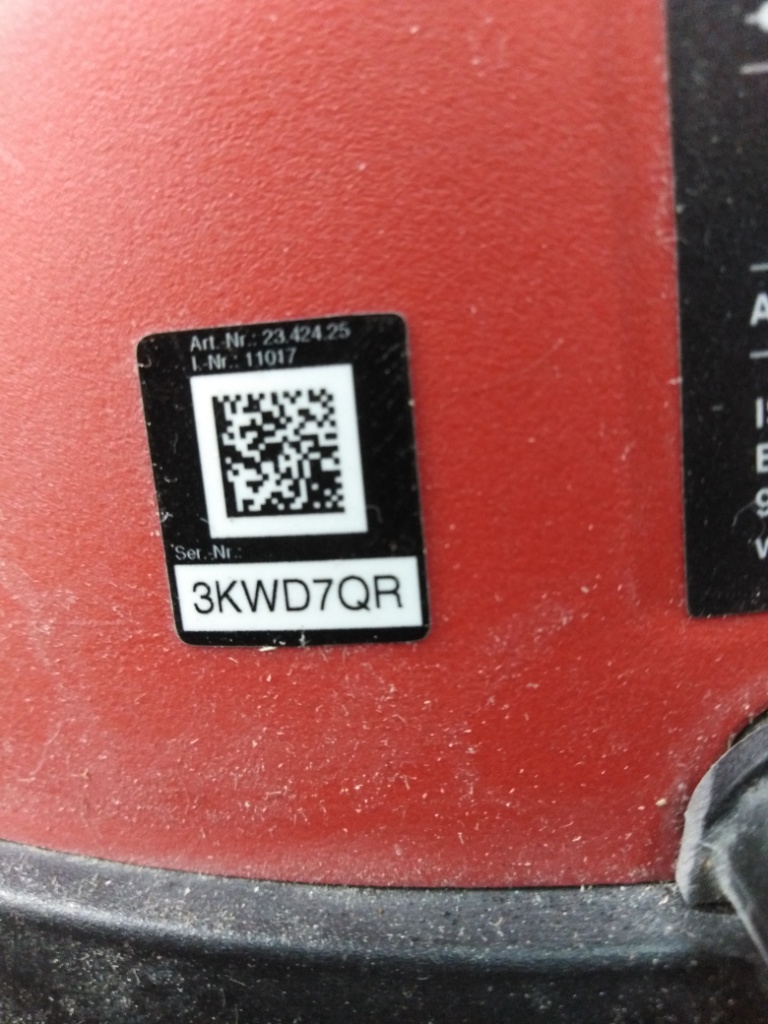 Art.-Nr.: 23.424.25
I.-Nr.: 11017
Ser.-Nr.:
3KWD7QR